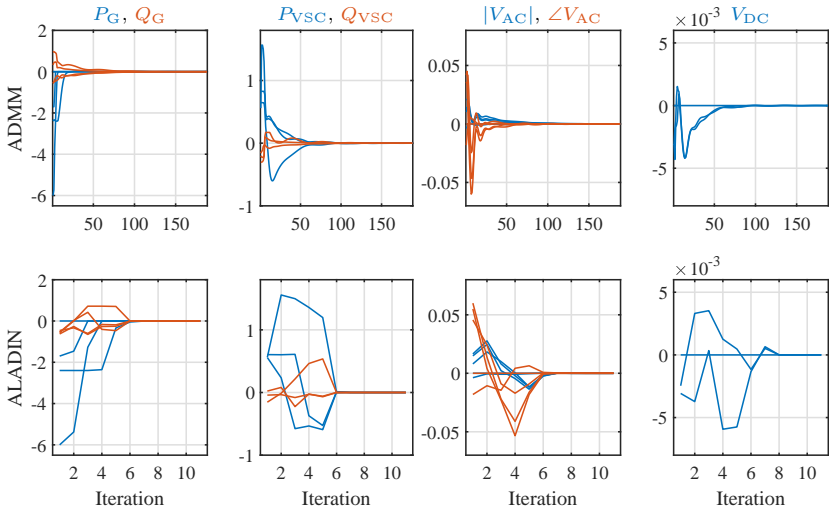 P_G, Q_G
P_VSC, Q_VSC
|V_AC|, ∠V_AC
V_DC
ADMM
2
0
-2
-4
-6
50 100 150
1
0
-1
50 100 150
0.05
0
-0.05
50 100 150
×10^-3
5
0
-5
50 100 150
ALADIN
2
0
-2
-4
-6
2 4 6 8 10
Iteration
1
0
-1
2 4 6 8 10
Iteration
0.05
0
-0.05
2 4 6 8 10
Iteration
×10^-3
5
0
-5
2 4 6 8 10
Iteration